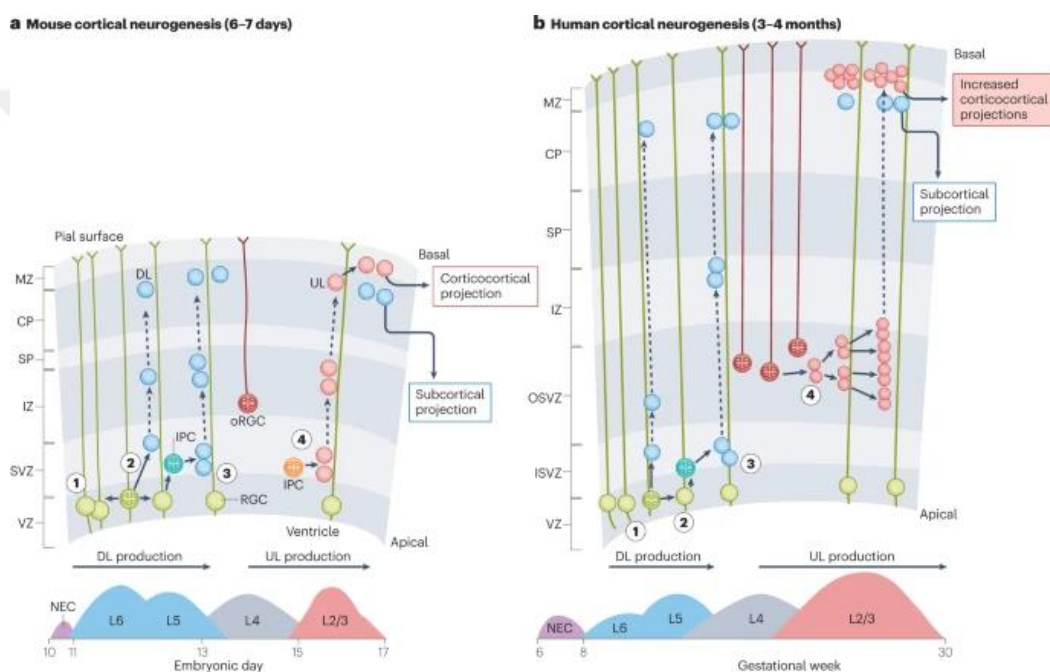 a Mouse cortical neurogenesis (6–7 days)
Pial surface
MZ
CP
SP
IZ
SVZ
VZ
DL
UL
Basal
Corticocortical
projection
Subcortical
projection
oRGC
IPC
1
2
3
4
IPC
RGC
Ventricle
Apical
DL production
UL production
NEC
L6
L5
L4
L2/3
10
11
13
15
17
Embryonic day
b Human cortical neurogenesis (3–4 months)
Basal
MZ
CP
SP
IZ
OSVZ
ISVZ
VZ
Increased
corticocortical
projections
Subcortical
projection
4
3
1
2
Apical
DL production
UL production
NEC
L6
L5
L4
L2/3
6
8
30
Gestational week